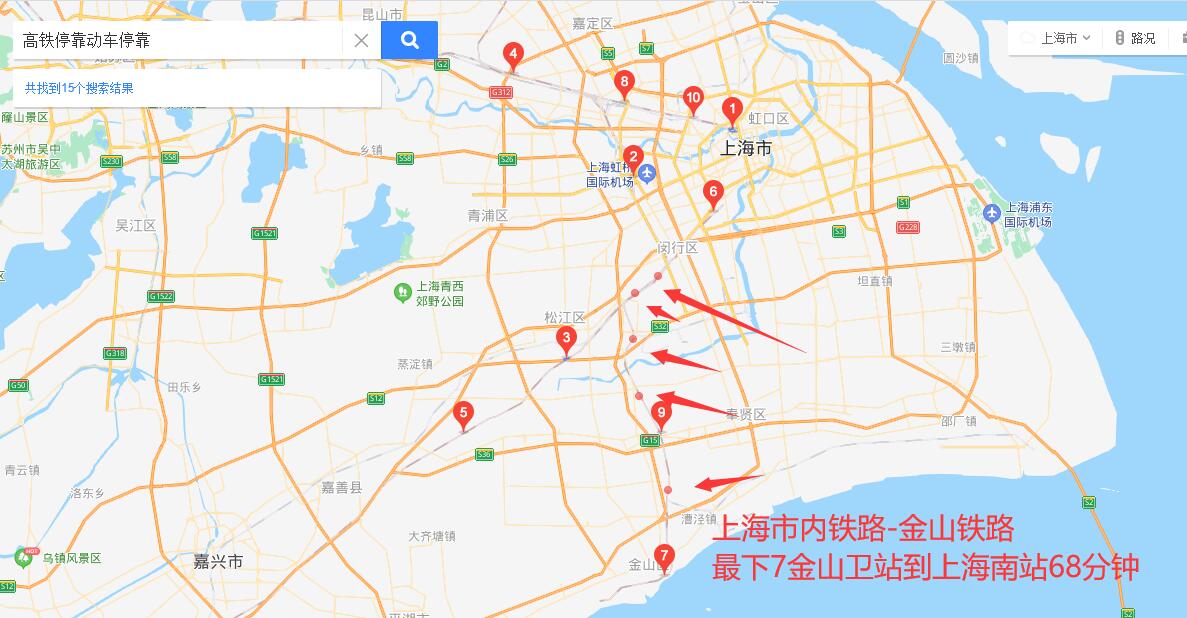 昆山市
嘉定区
高铁停靠动车停靠
上海市
路况
圆沙镇
共找到15个搜索结果
G2
S5
S7
4
8
10
1
G312
虹口区
上海市
苏州市吴中
太湖旅游区
S230
S58
乡镇
S58
S26
2
上海虹桥
国际机场
6
吴江区
青浦区
S1
上海浦东
国际机场
G1521
S3
G228
闵行区
上海青西
郊野公园
坦直镇
G1522
松江区
S32
3
三墩镇
G318
蒸淀镇
G50
田乐乡
G1521
S12
5
9
奉贤区
邵厂镇
G15
S36
青云镇
洛东乡
嘉善县
S2
漕泾镇
上海市内铁路-金山铁路
大齐塘镇
HOT
乌镇风景区
嘉兴市
7
金山区
最下7金山卫站到上海南站68分钟
S12
平湖市
S2